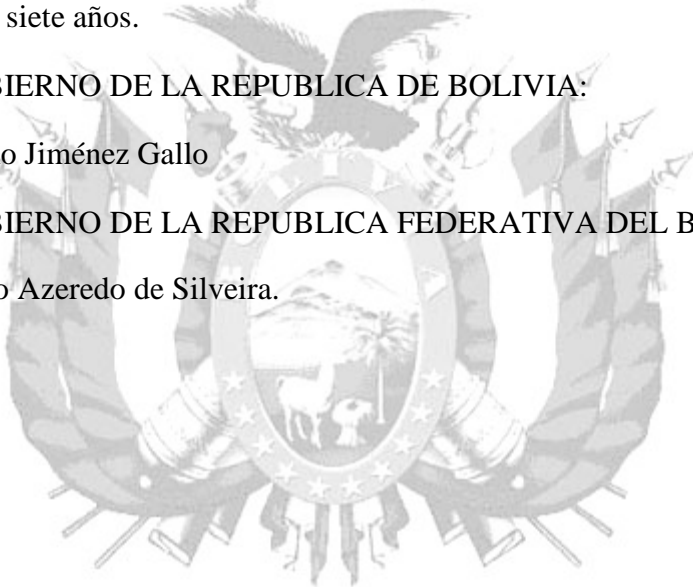 siete años.
BIERNO DE LA REPUBLICA DE BOLIVIA:
o Jiménez Gallo
BIERNO DE LA REPUBLICA FEDERATIVA DEL B
o Azeredo de Silveira.